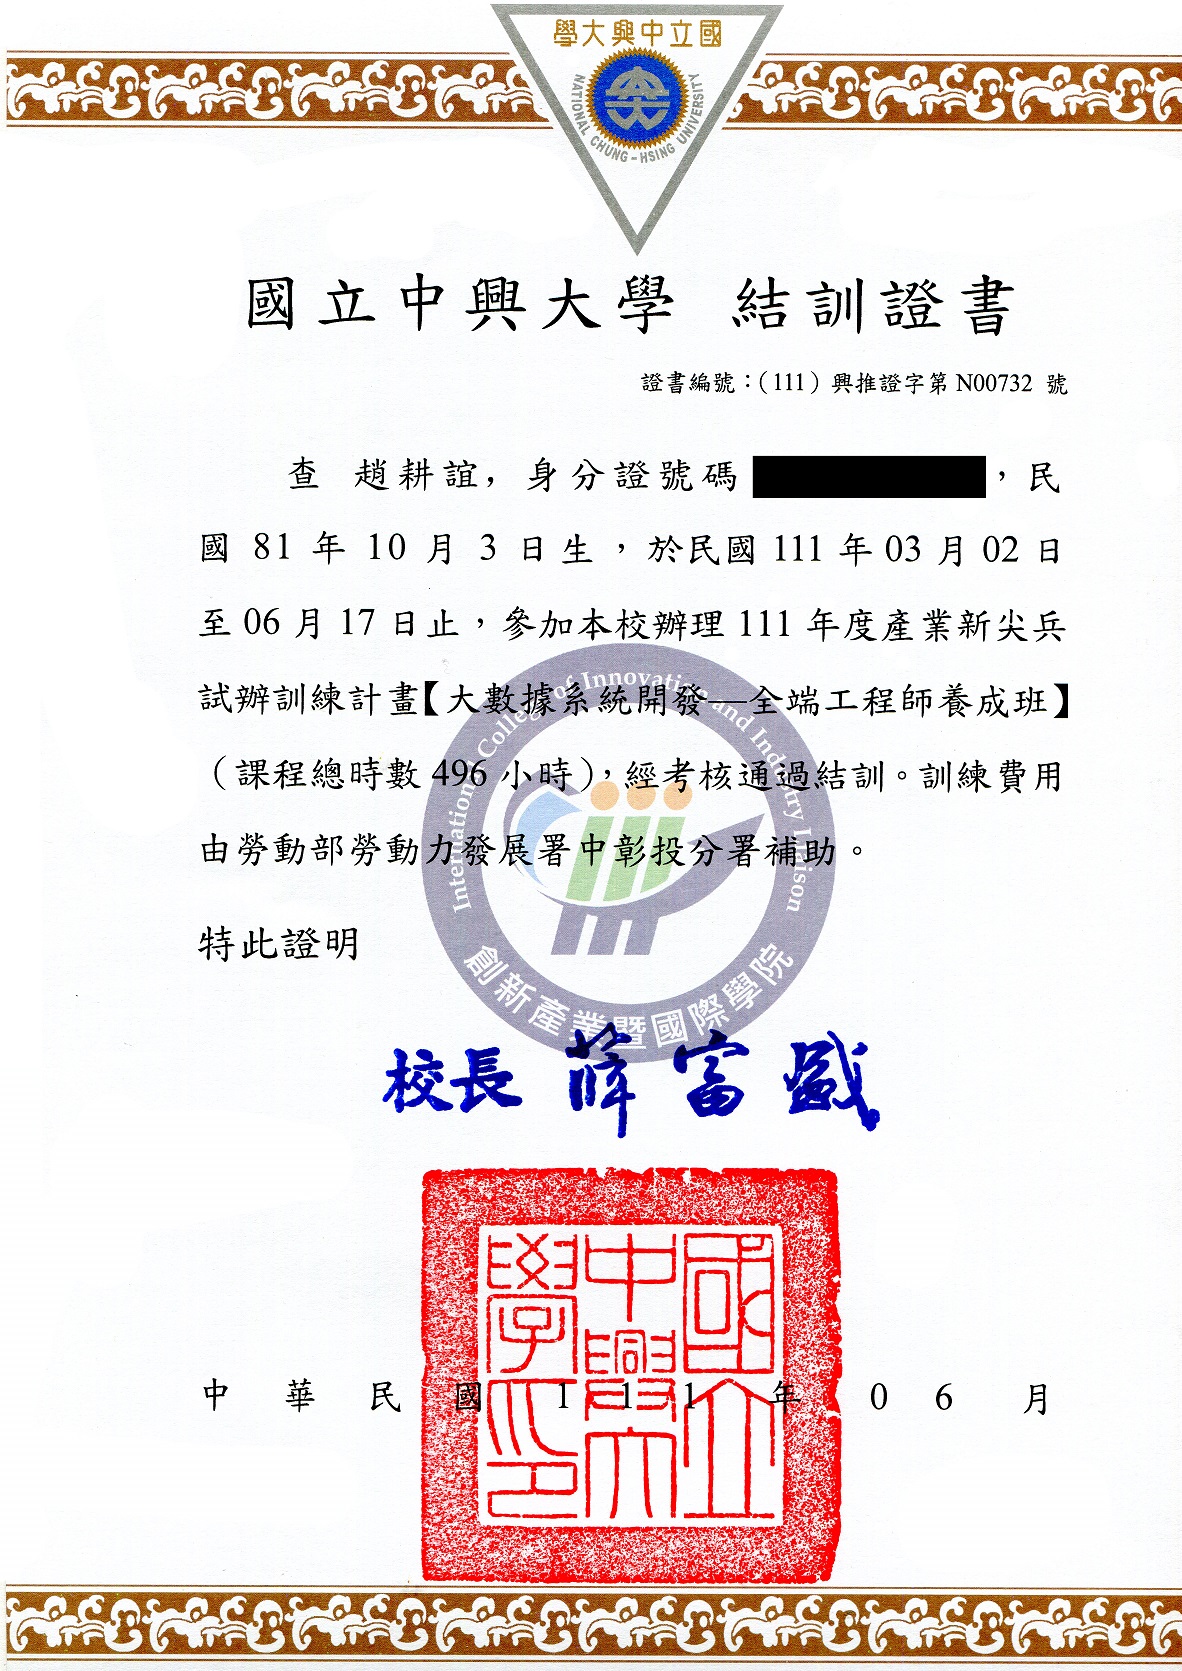 國立中興大學
NATIONAL CHUNG-HSING UNIVERSITY
國立中興大學 結訓證書
證書編號：（111）興推證字第 N00732 號
查 趙耕誼，身分證號碼 ，民
國 81 年 10 月 3 日生，於民國 111 年 03 月 02 日
至 06 月 17 日止，參加本校辦理 111 年度產業新尖兵
試辦訓練計畫【大數據系統開發—全端工程師養成班】
（課程總時數 496 小時），經考核通過結訓。訓練費用
由勞動部勞動力發展署中彰投分署補助。
特此證明
International College of Innovation and Industry Liaison
創新產業暨國際學院
校長 薛富盛
國立中興大學印
中華民國 111 年 06 月